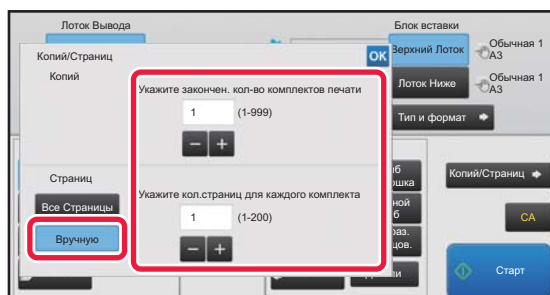 Лоток Вывода
Блок вставки
Копий/Страниц
OK
Верхний Лоток
Обычная 1
A3
Копий
Укажите закончен. кол-во комплектов печати
Лоток Ниже
Обычная 1
A3
1
(1-999)
Тип и формат
Страниц
Копий/Страниц
Укажите кол.страниц для каждого комплекта
Все Страницы
1
(1-200)
CA
Вручную
Старт